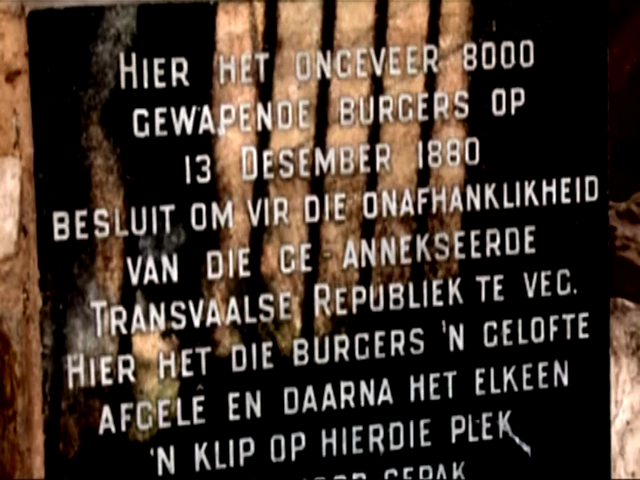 HIER HET ONGEVEER 8000
GEWAPENDE BURGERS OP
13 DESEMBER 1880
BESLUIT OM VIR DIE ONAFHANKLIKHEID
VAN DIE GE-ANNEKSEERDE
TRANSVAALSE REPUBLIEK TE VEG.
HIER HET DIE BURGERS 'N GELOFTE
AFGELÊ EN DAARNA HET ELKEEN
'N KLIP OP HIERDIE PLEK
GEPAK